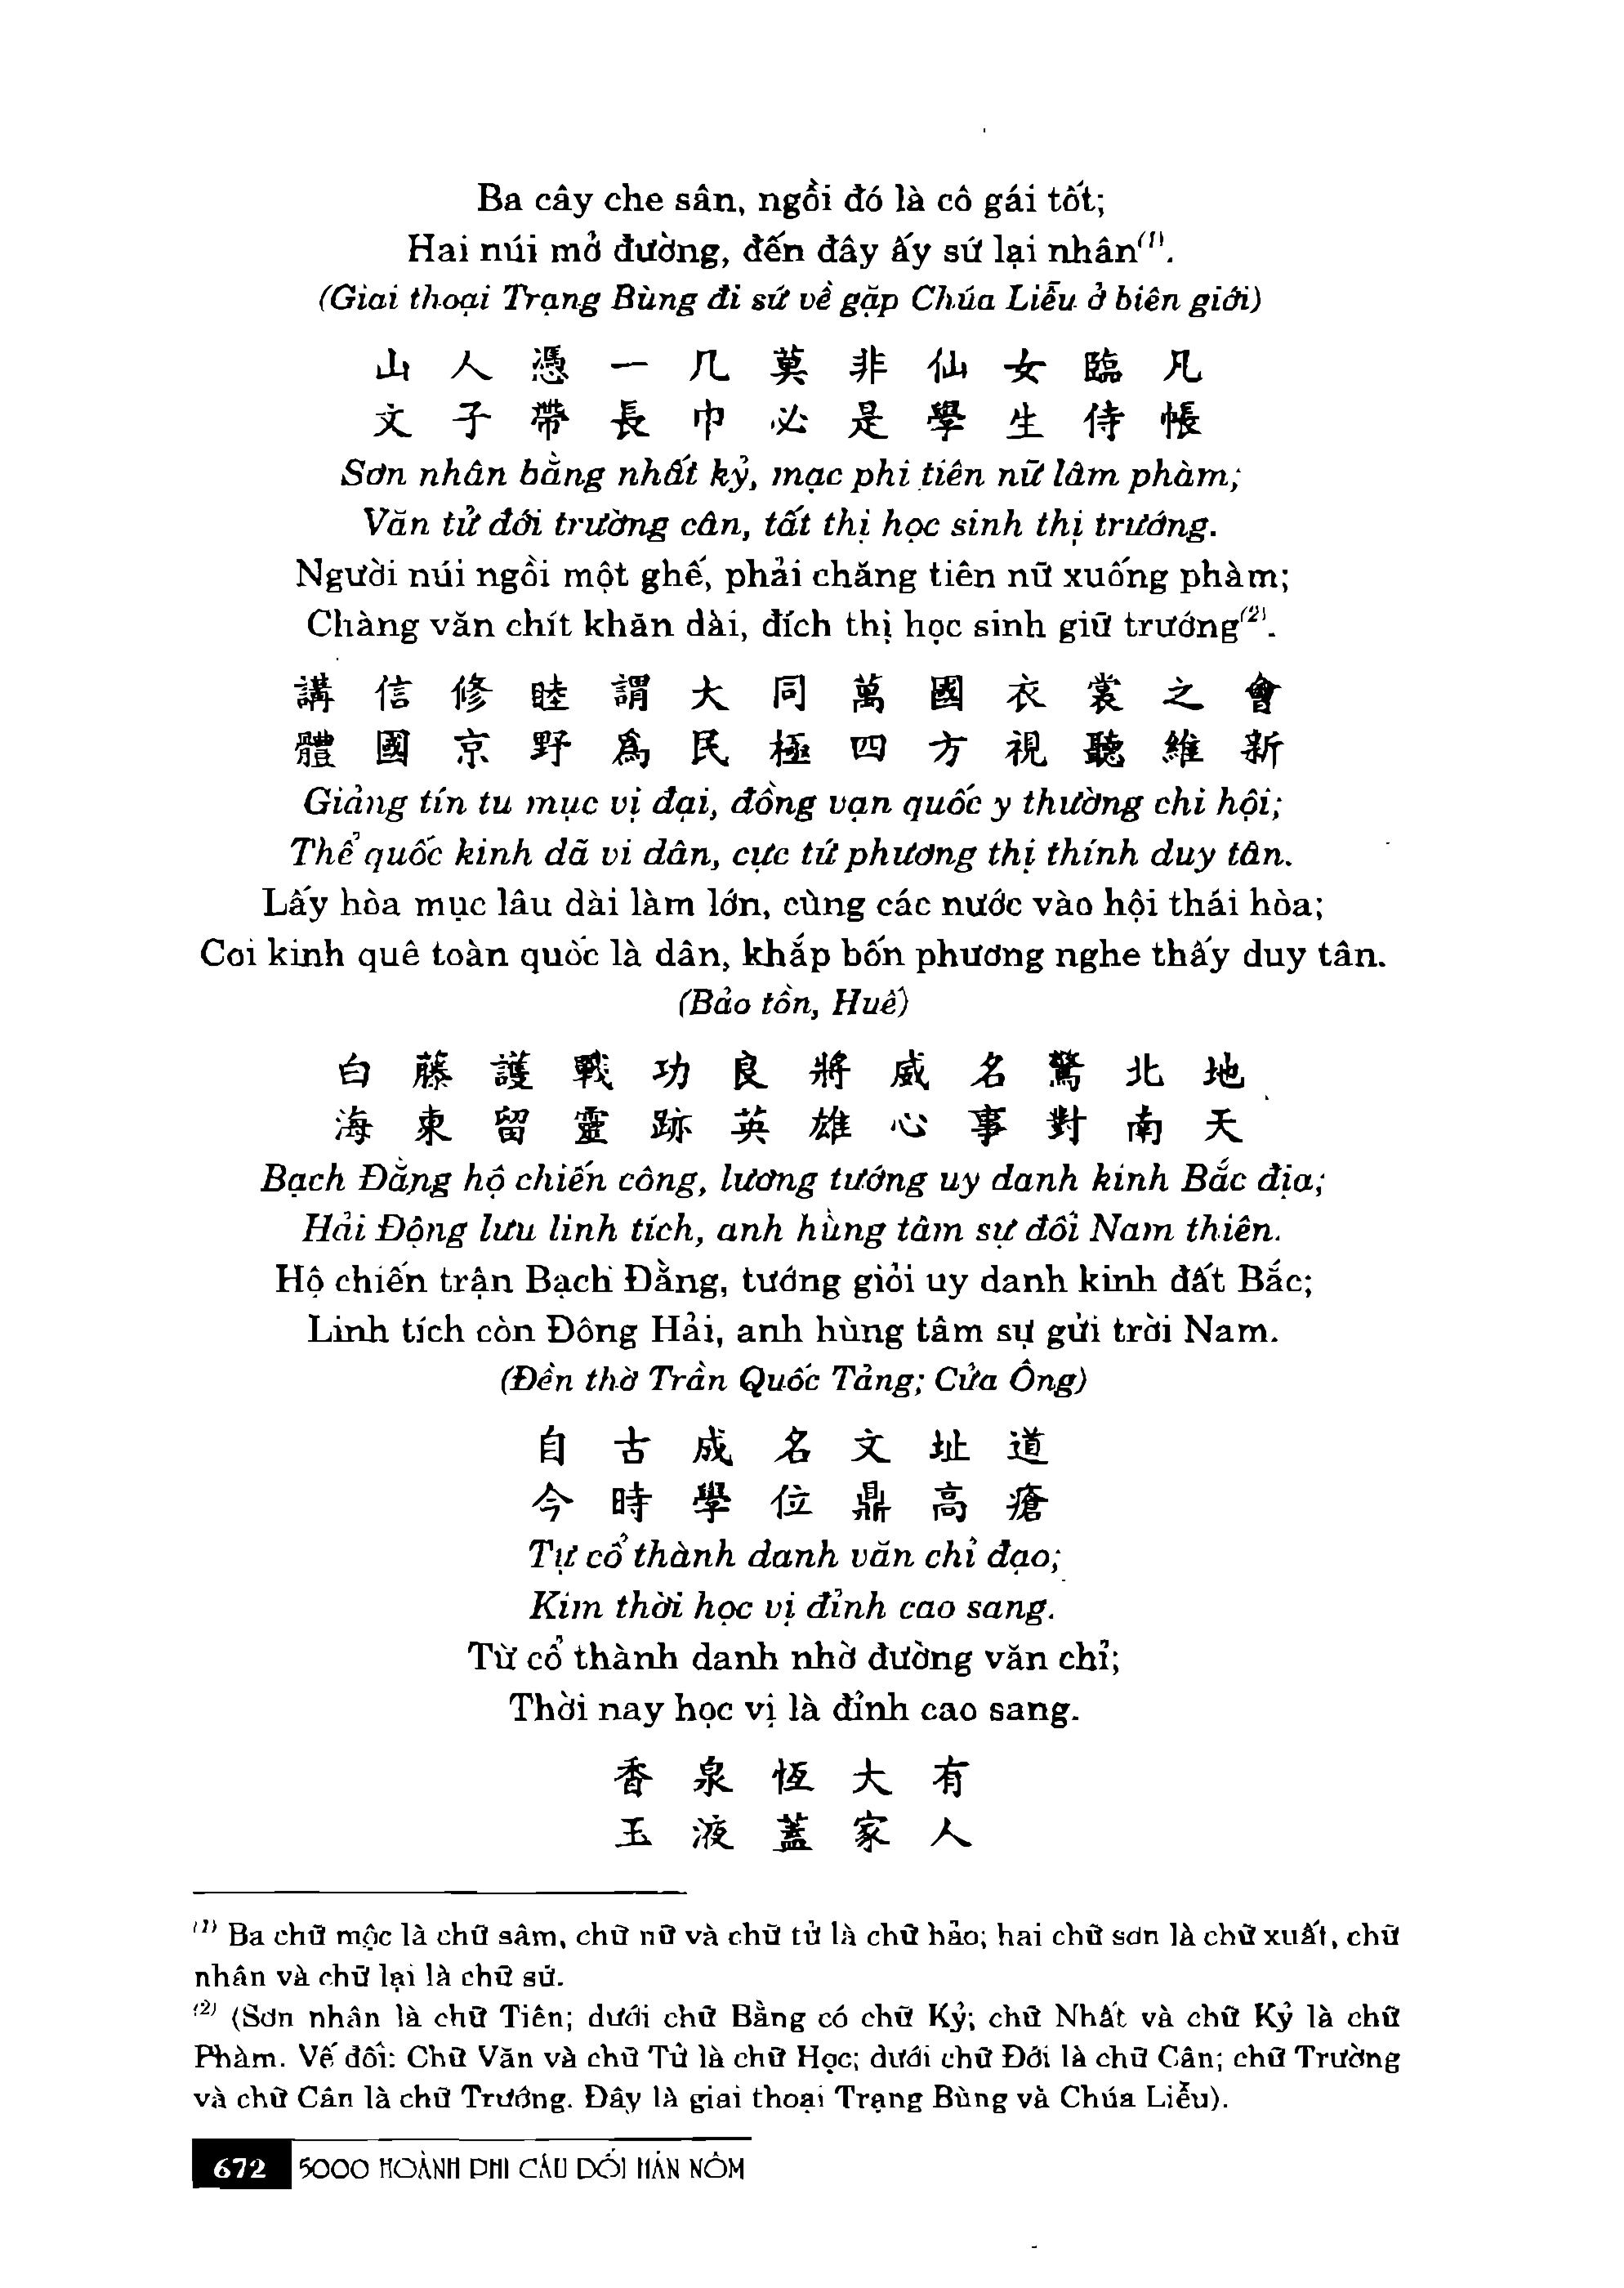 Ba cây che sân, ngồi đó là cô gái tốt;
Hai núi mở đường, đến đây ấy sứ lại nhân(1).
(Giai thoại Trạng Bùng đi sứ về gặp Chúa Liễu ở biên giới)
山人憑一几莫非仙女臨凡
文子帶長巾必是學生侍帳
Sơn nhân bằng nhất kỷ, mạc phi tiên nữ lâm phàm;
Văn tử đới trường cân, tất thị học sinh thị trướng.
Người núi ngồi một ghế, phải chăng tiên nữ xuống phàm;
Chàng văn chít khăn dài, đích thị học sinh giữ trướng(2).
講信修睦謂大同萬國衣裳之會
體國京野爲民極四方視聽維新
Giảng tín tu mục vị đại, đồng vạn quốc y thường chi hội;
Thể quốc kinh dã vi dân, cực tứ phương thị thính duy tân.
Lấy hòa mục lâu dài làm lớn, cùng các nước vào hội thái hòa;
Coi kinh quê toàn quốc là dân, khắp bốn phương nghe thấy duy tân.
(Bảo tồn, Huế)
白藤護戰功良將威名驚北地
海東留靈跡英雄心事對南天
Bạch Đằng hộ chiến công, lương tướng uy danh kinh Bắc địa;
Hải Động lưu linh tích, anh hùng tâm sự đối Nam thiên.
Hộ chiến trận Bạch Đằng, tướng giỏi uy danh kinh đất Bắc;
Linh tích còn Đông Hải, anh hùng tâm sự gửi trời Nam.
(Đền thờ Trần Quốc Tảng; Cửa Ông)
自古成名文址道
今時學位鼎高瘡
Tự cổ thành danh văn chỉ đạo;
Kim thời học vị đỉnh cao sang.
Từ cổ thành danh nhờ đường văn chỉ;
Thời nay học vị là đỉnh cao sang.
香泉恆大有
玉液蓋家人
(1) Ba chữ mộc là chữ sâm, chữ nữ và chữ tử là chữ hảo; hai chữ sơn là chữ xuất, chữ
nhân và chữ lại là chữ sứ.
(2) (Sơn nhân là chữ Tiên; dưới chữ Bằng có chữ Kỷ; chữ Nhất và chữ Kỷ là chữ
Phàm. Vế đối: Chữ Văn và chữ Tử là chữ Học; dưới chữ Đới là chữ Cân; chữ Trường
và chữ Cân là chữ Trướng. Đây là giai thoại Trạng Bùng và Chúa Liễu).
672 5000 HOÀNH PHI CÂU ĐỐI HÁN NÔM